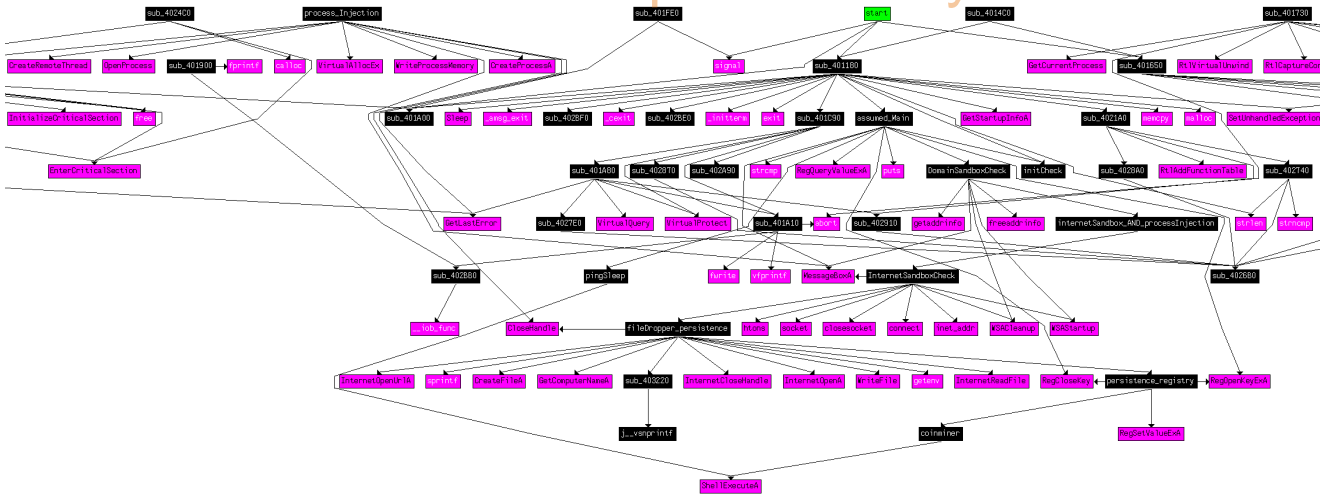 sub_4024C0 process_Injection sub_401FE0 start sub_4014C0 sub_401730
CreateRemoteThread OpenProcess sub_401900 fprintf calloc VirtualAllocEx WriteProcessMemory CreateProcessA signal sub_401180 GetCurrentProcess sub_401650 RtlVirtualUnwind RtlCaptureCon
InitializeCriticalSection free sub_401A00 Sleep _amsg_exit sub_402BF0 _cexit sub_402BE0 _initterm exit sub_401C90 assumed_Main GetStartupInfoA sub_4021A0 memcpy malloc SetUnhandledException
EnterCriticalSection sub_401A80 sub_402870 sub_402A90 strcmp RegQueryValueExA puts DomainSandboxCheck initCheck sub_4028A0 RtlAddFunctionTable sub_402740
GetLastError sub_4027E0 VirtualQuery VirtualProtect sub_401A10 abort sub_402910 getaddrinfo freeaddrinfo internetSandbox_AND_processInjection strlen strncmp
sub_402BB0 pingSleep fwrite vfprintf MessageBoxA InternetSandboxCheck sub_4026B0
__iob_func CloseHandle fileDropper_persistence htons socket closesocket connect inet_addr WSACleanup WSAStartup
InternetOpenUrlA sprintf CreateFileA GetComputerNameA sub_403220 InternetCloseHandle InternetOpenA WriteFile getenv InternetReadFile RegCloseKey persistence_registry RegOpenKeyExA
j__vsnprintf coinminer RegSetValueExA
ShellExecuteA